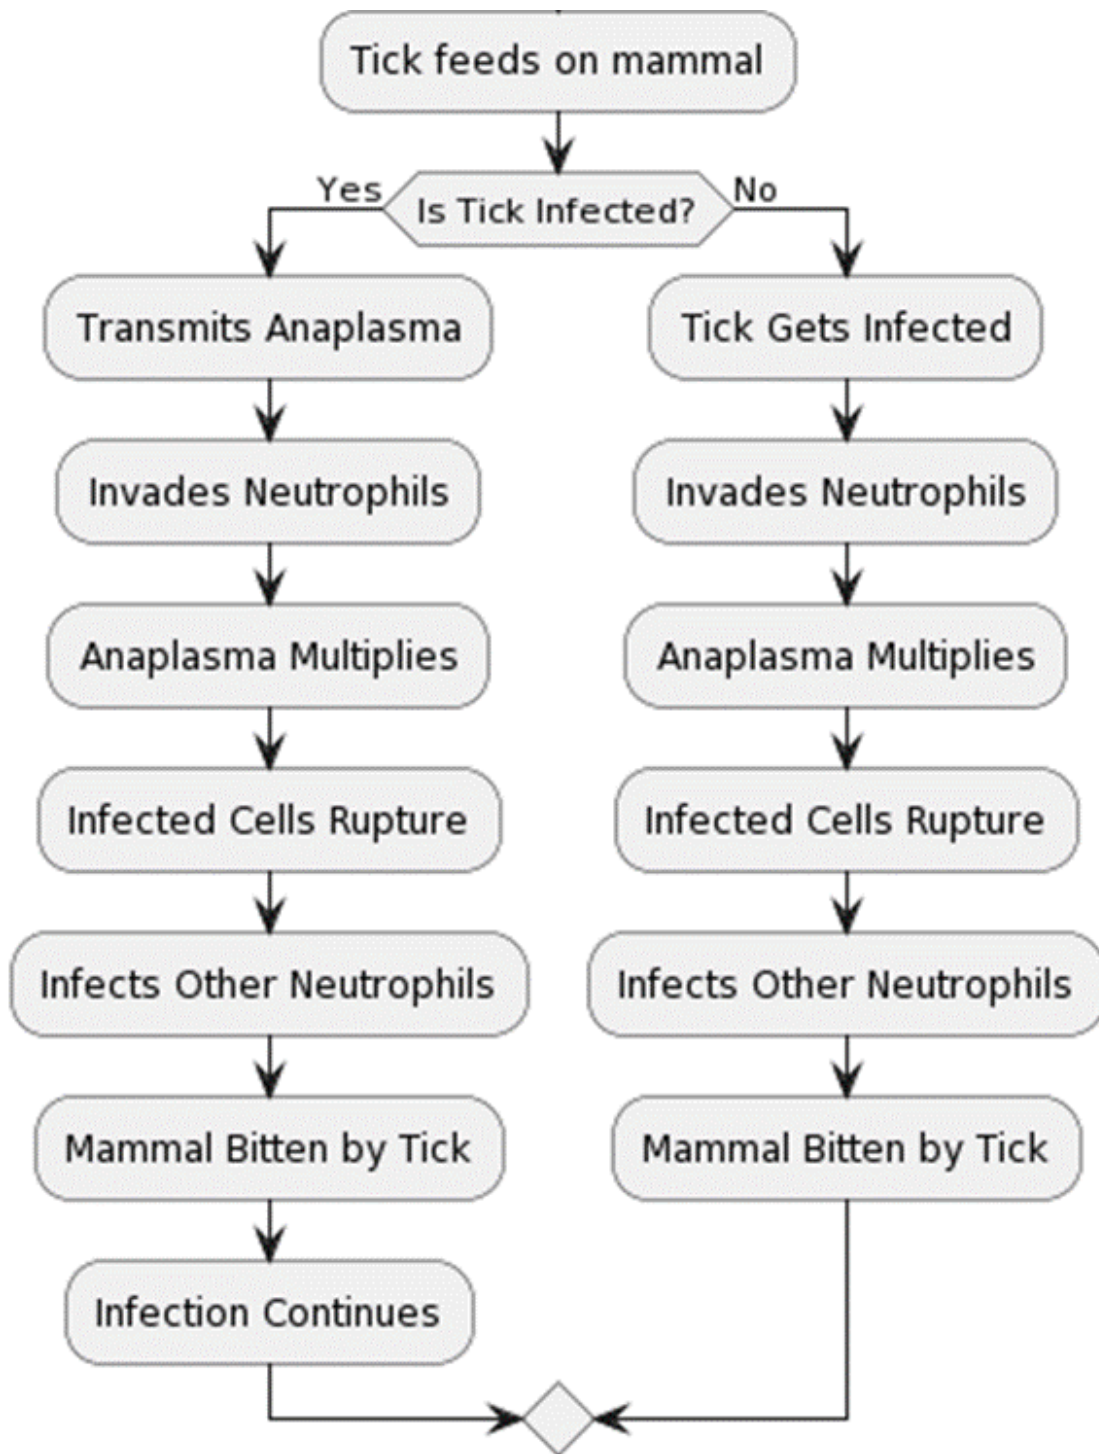 Tick feeds on mammal
Yes
Is Tick Infected?
No
Transmits Anaplasma
Invades Neutrophils
Anaplasma Multiplies
Infected Cells Rupture
Infects Other Neutrophils
Mammal Bitten by Tick
Infection Continues
Tick Gets Infected
Invades Neutrophils
Anaplasma Multiplies
Infected Cells Rupture
Infects Other Neutrophils
Mammal Bitten by Tick